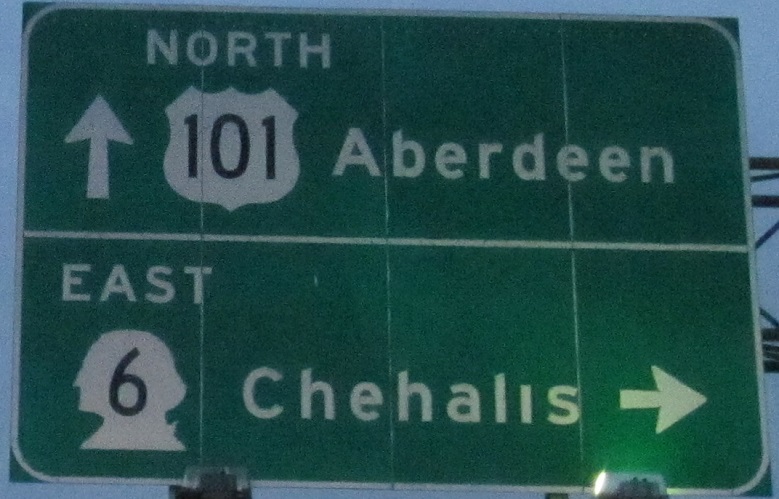 NORTH
101 Aberdeen
EAST
6 Chehalis